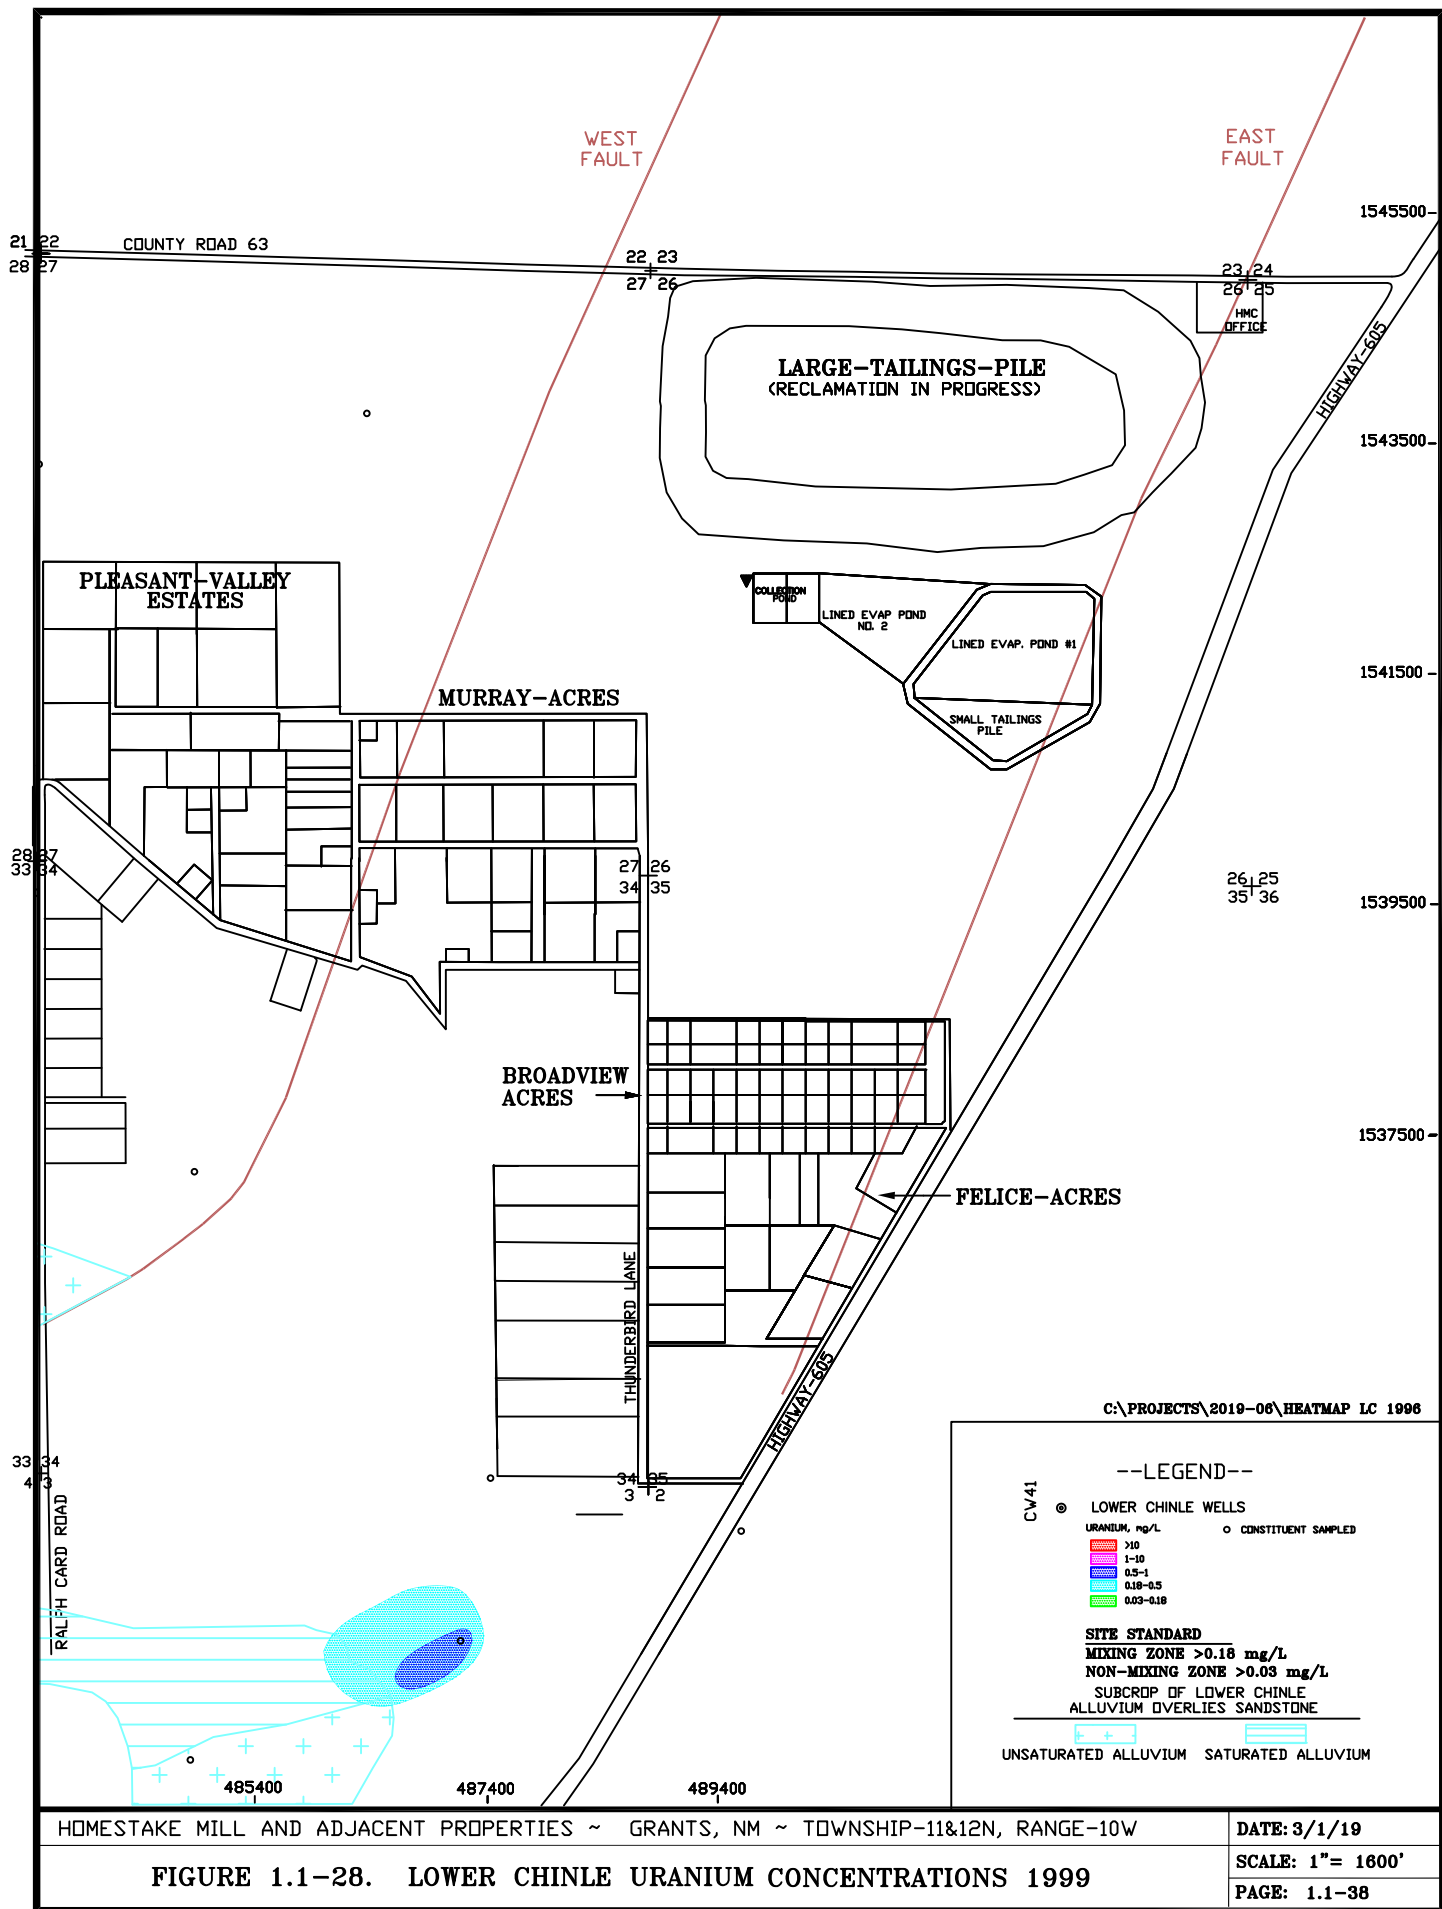 WEST
FAULT
EAST
FAULT
1545500
21 22
28 27
COUNTY ROAD 63
22 23
27 26
23 24
26 25
HMC
OFFICE
HIGHWAY-605
LARGE-TAILINGS-PILE
(RECLAMATION IN PROGRESS)
1543500
PLEASANT-VALLEY
ESTATES
COLLECTION
POND
LINED EVAP POND
NO. 2
LINED EVAP. POND #1
1541500
MURRAY-ACRES
SMALL TAILINGS
PILE
28 27
33 34
27 26
34 35
26 25
35 36
1539500
BROADVIEW
ACRES
1537500
FELICE-ACRES
THUNDERBIRD LANE
HIGHWAY-605
C:\PROJECTS\2019-06\HEATMAP LC 1996
33 34
4 3
34 35
3 2
RALPH CARD ROAD
--LEGEND--
CW41
LOWER CHINLE WELLS
URANIUM, mg/L
CONSTITUENT SAMPLED
>10
1-10
0.5-1
0.18-0.5
0.03-0.18
SITE STANDARD
MIXING ZONE >0.18 mg/L
NON-MIXING ZONE >0.03 mg/L
SUBCROP OF LOWER CHINLE
ALLUVIUM OVERLIES SANDSTONE
UNSATURATED ALLUVIUM SATURATED ALLUVIUM
485400
487400
489400
HOMESTAKE MILL AND ADJACENT PROPERTIES ~ GRANTS, NM ~ TOWNSHIP-11&12N, RANGE-10W
DATE: 3/1/19
FIGURE 1.1-28. LOWER CHINLE URANIUM CONCENTRATIONS 1999
SCALE: 1"= 1600'
PAGE: 1.1-38